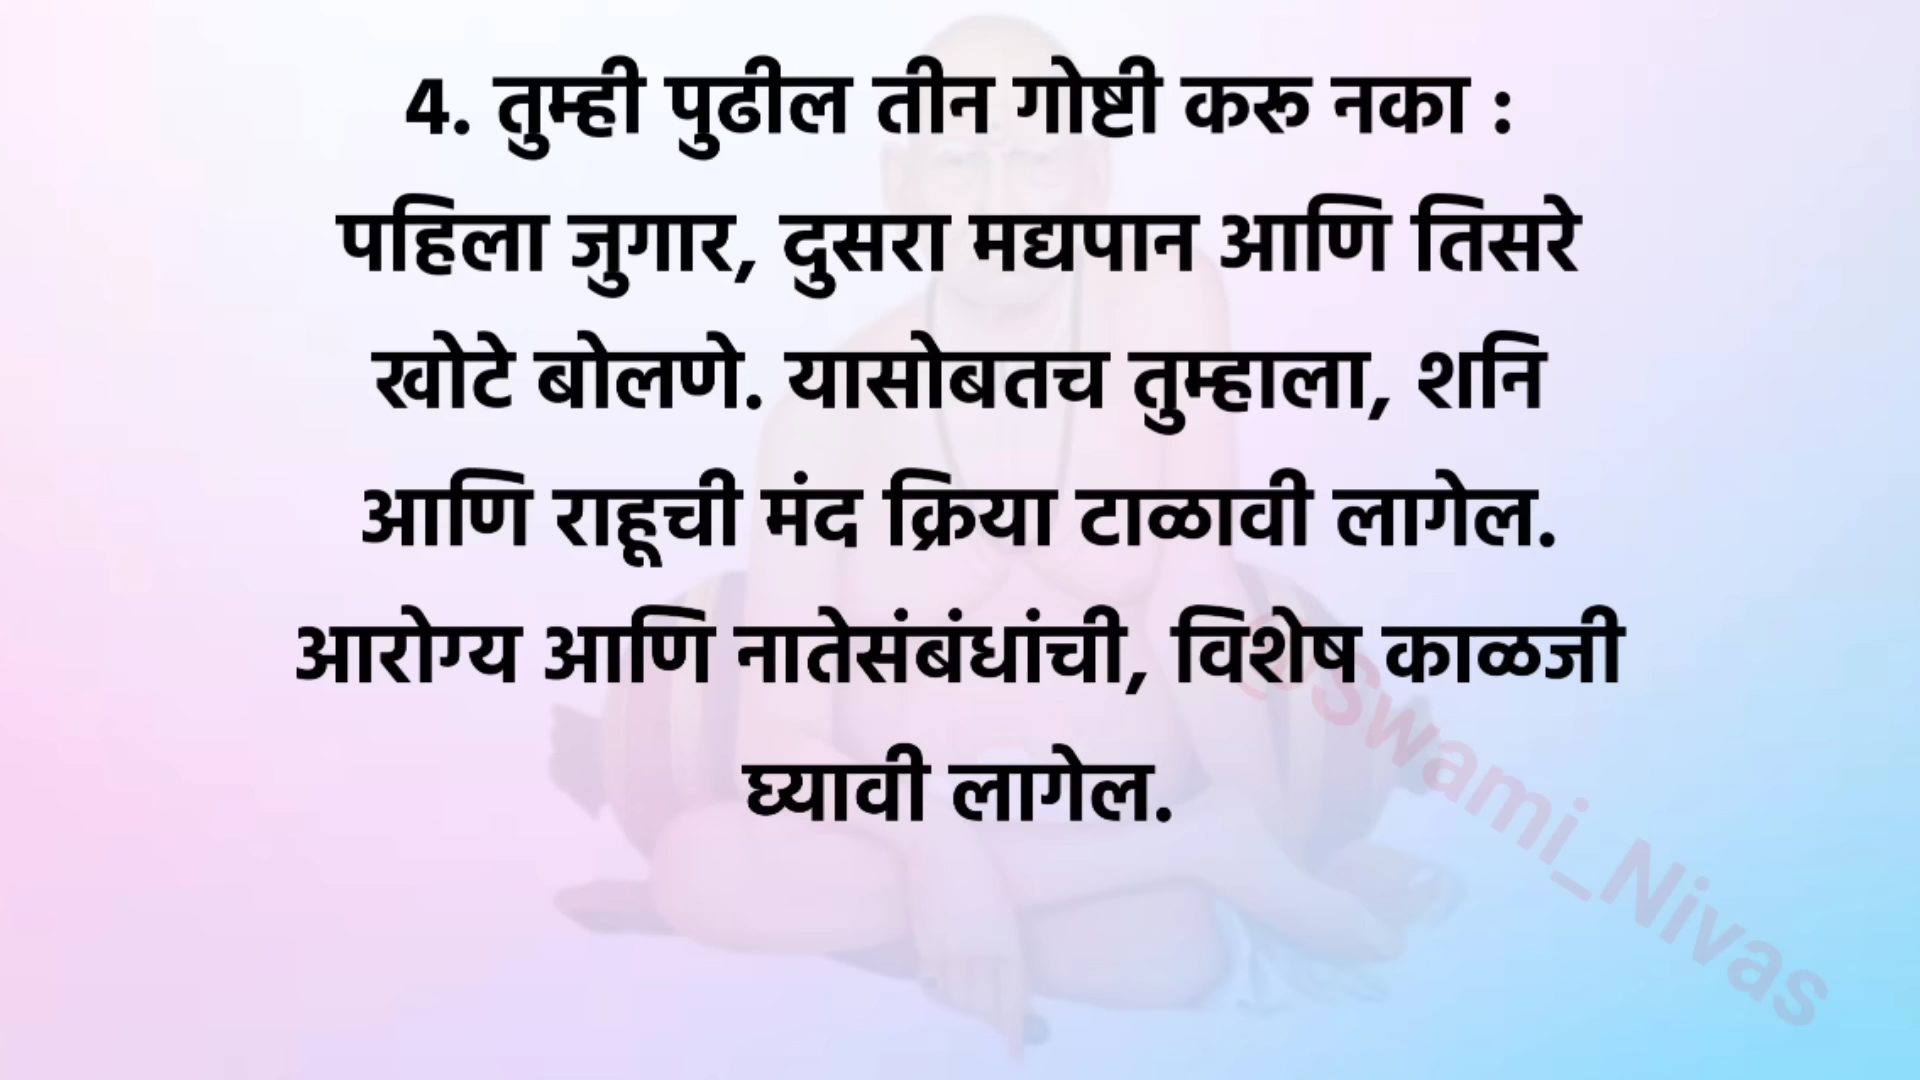 4. तुम्ही पुढील तीन गोष्टी करू नका :
पहिला जुगार, दुसरा मद्यपान आणि तिसरे
खोटे बोलणे. यासोबतच तुम्हाला, शनि
आणि राहूची मंद क्रिया टाळावी लागेल.
आरोग्य आणि नातेसंबंधांची, विशेष काळजी
घ्यावी लागेल.
@Swami_Nivas